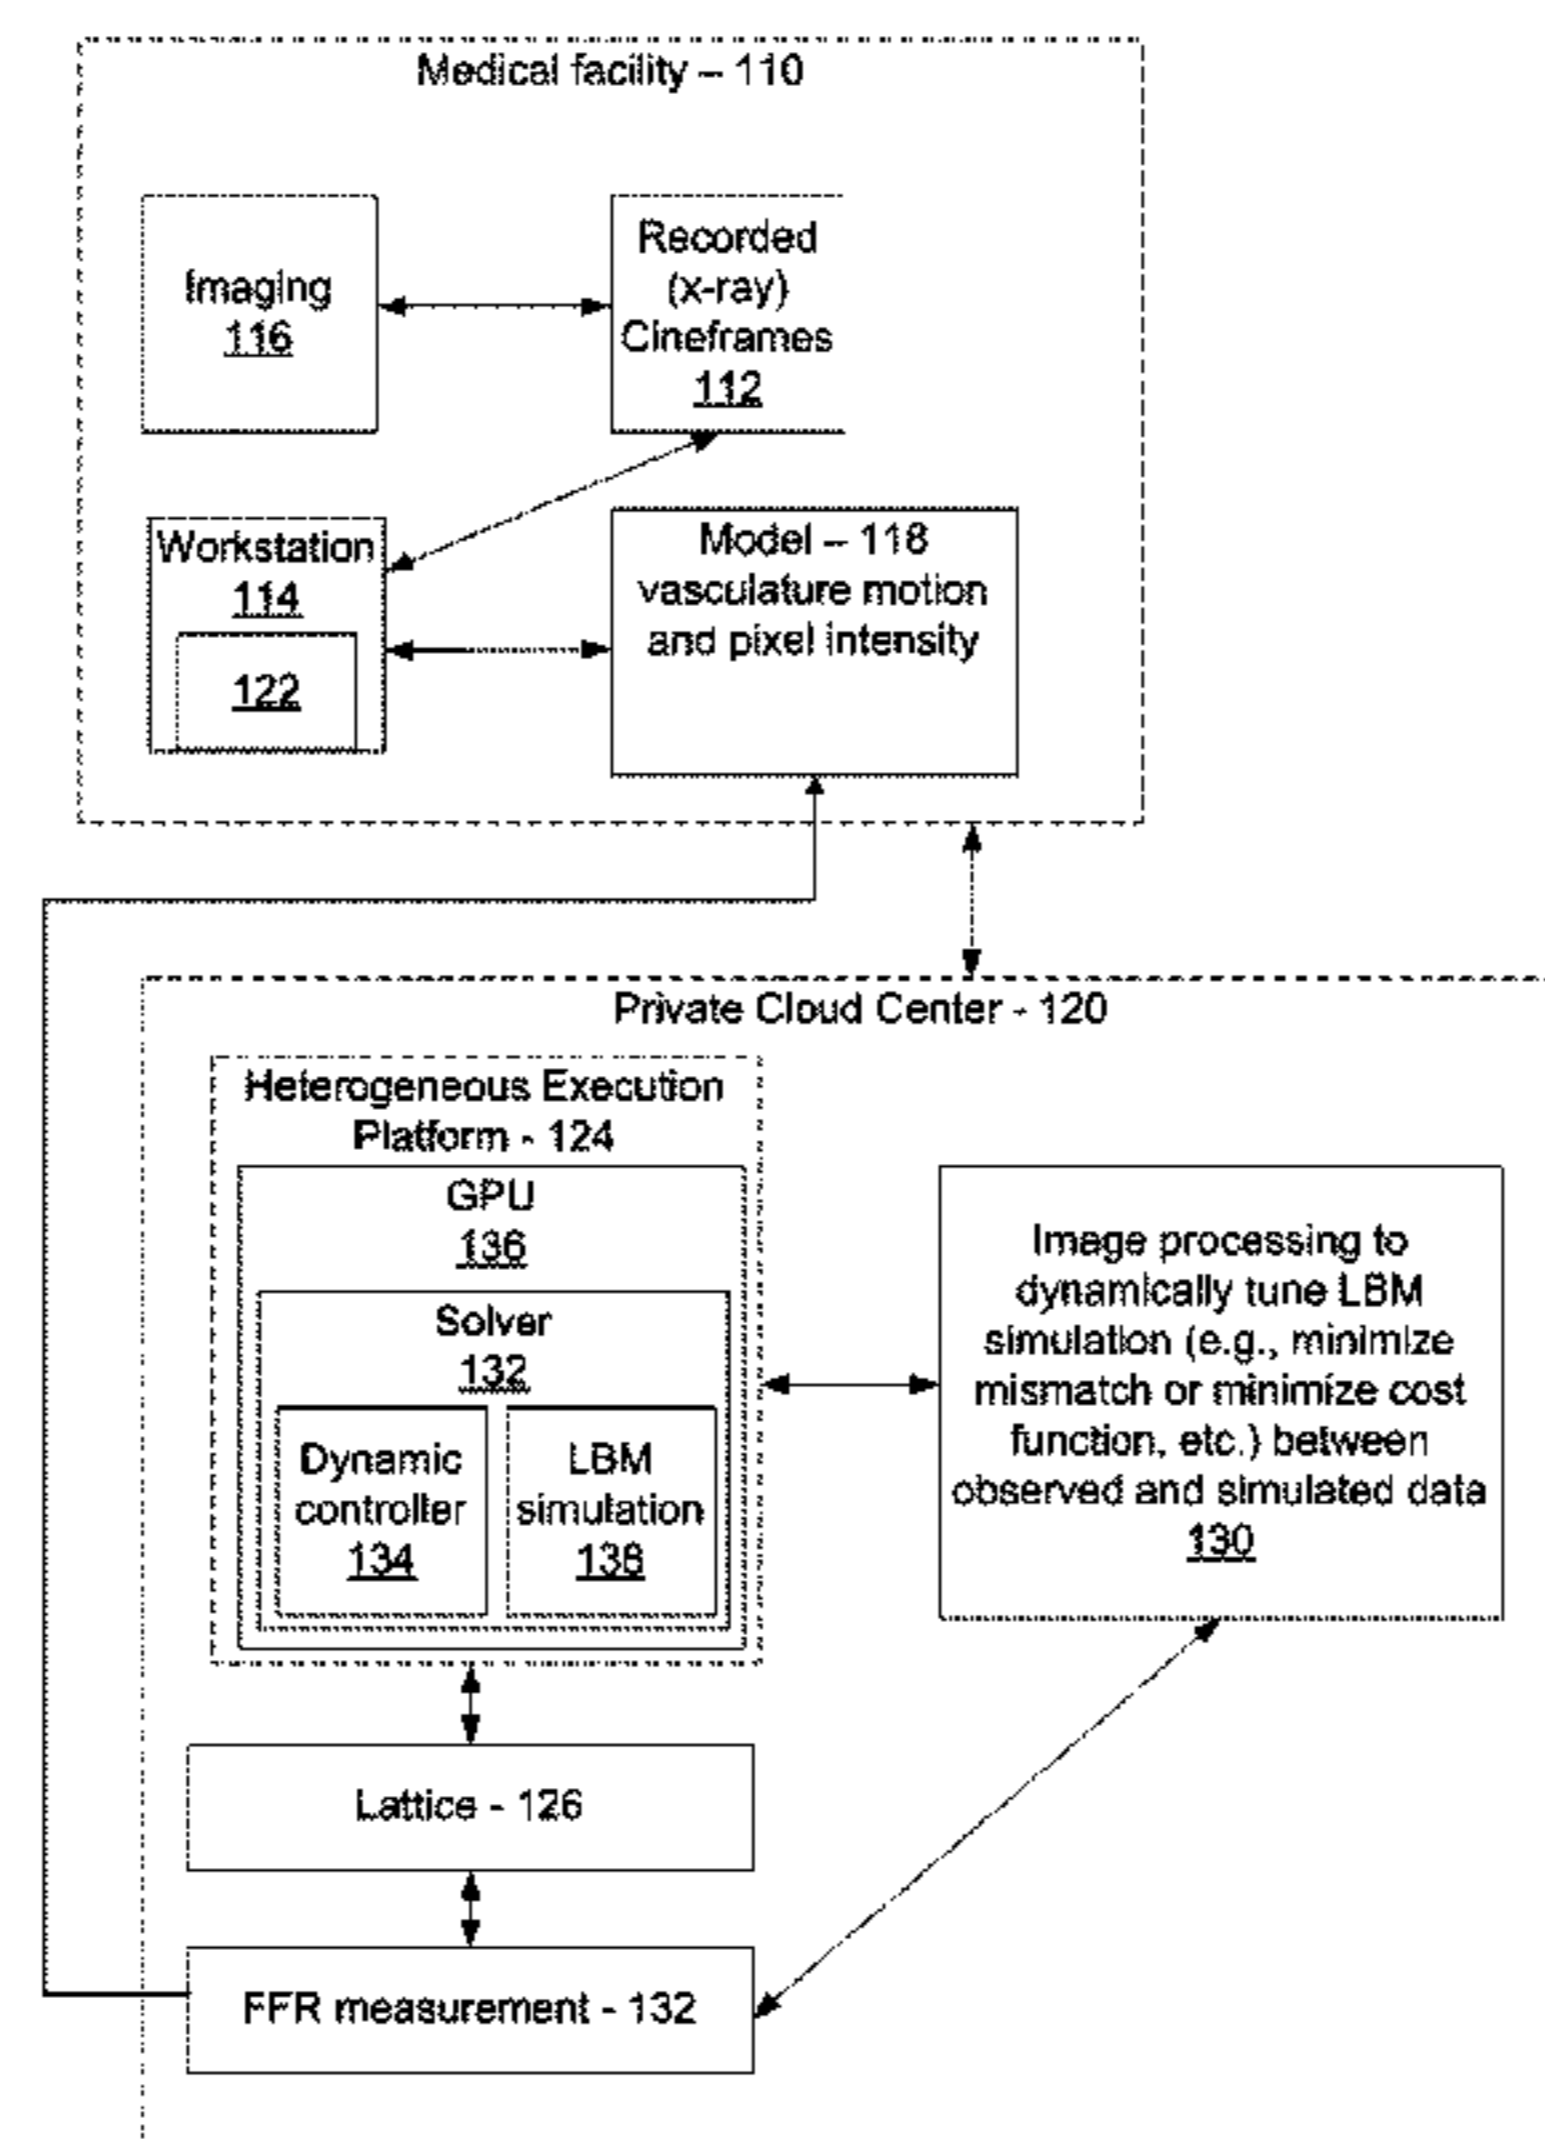 Medical facility – 110
Imaging
116
Recorded
(x-ray)
Cineframes
112
Workstation
114
122
Model – 118
vasculature motion
and pixel intensity
Private Cloud Center - 120
Heterogeneous Execution
Platform - 124
GPU
136
Solver
132
Dynamic
controller
134
LBM
simulation
138
Image processing to
dynamically tune LBM
simulation (e.g., minimize
mismatch or minimize cost
function, etc.) between
observed and simulated data
130
Lattice - 126
FFR measurement - 132